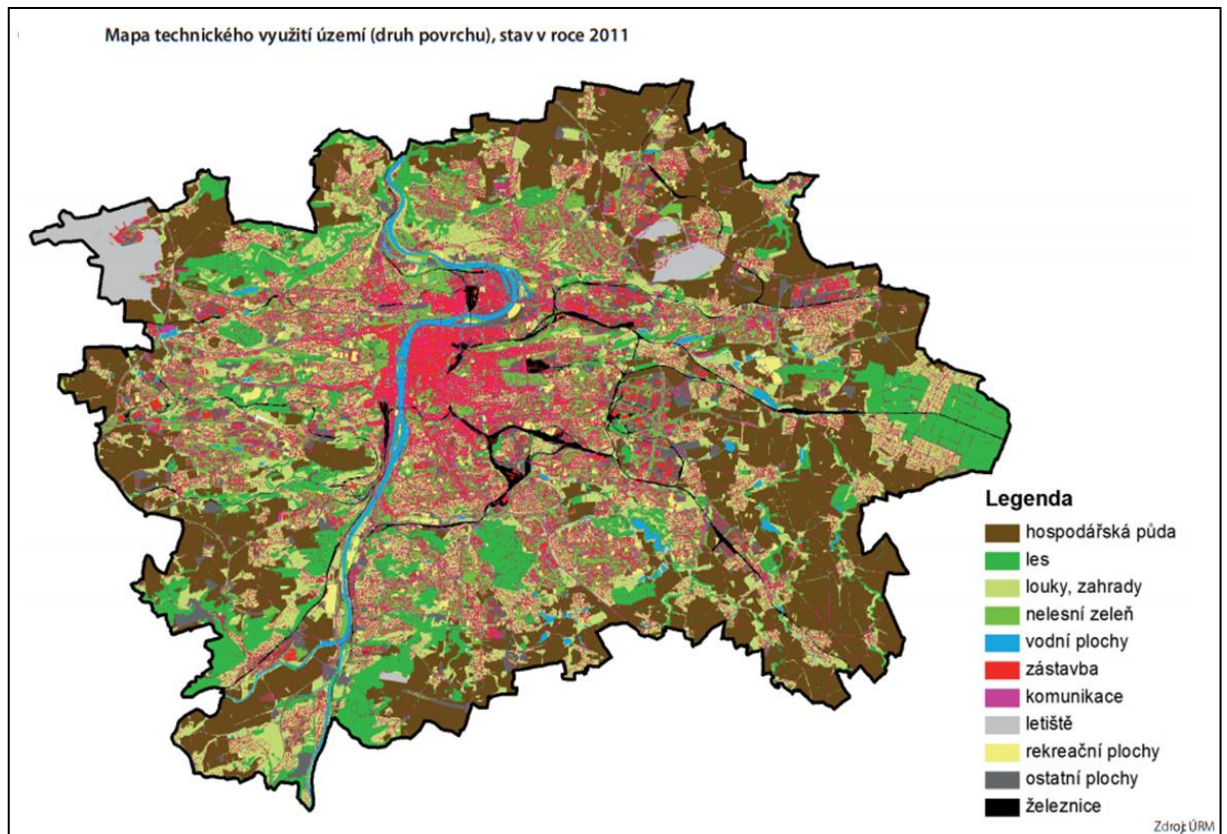 Mapa technického využití území (druh povrchu), stav v roce 2011
Legenda
hospodářská půda
les
louky, zahrady
nelesní zeleň
vodní plochy
zástavba
komunikace
letiště
rekreační plochy
ostatní plochy
železnice
Zdroj: ÚRM